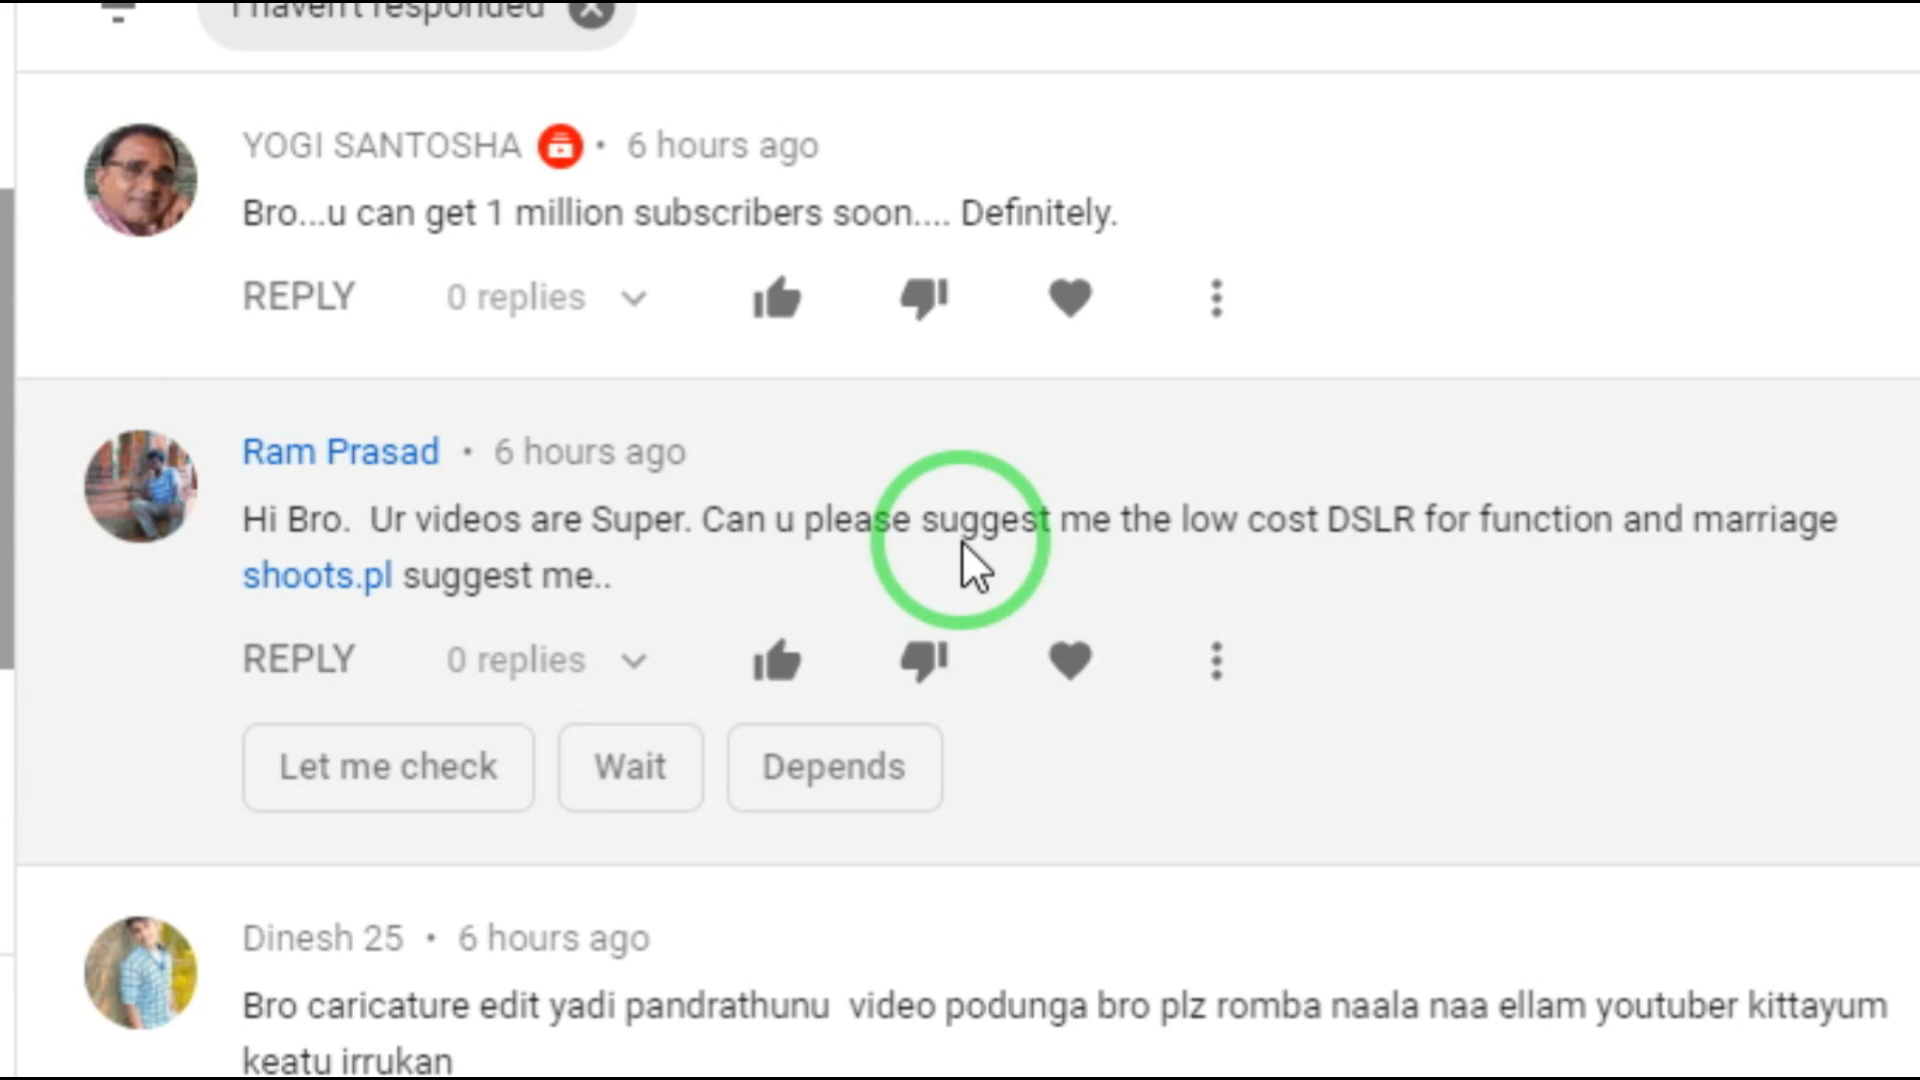 I haven't responded
YOGI SANTOSHA • 6 hours ago
Bro...u can get 1 million subscribers soon.... Definitely.
REPLY 0 replies
Ram Prasad • 6 hours ago
Hi Bro. Ur videos are Super. Can u please suggest me the low cost DSLR for function and marriage
shoots.pl suggest me..
REPLY 0 replies
Let me check Wait Depends
Dinesh 25 • 6 hours ago
Bro caricature edit yadi pandrathunu video podunga bro plz romba naala naa ellam youtuber kittayum
keatu irrukan